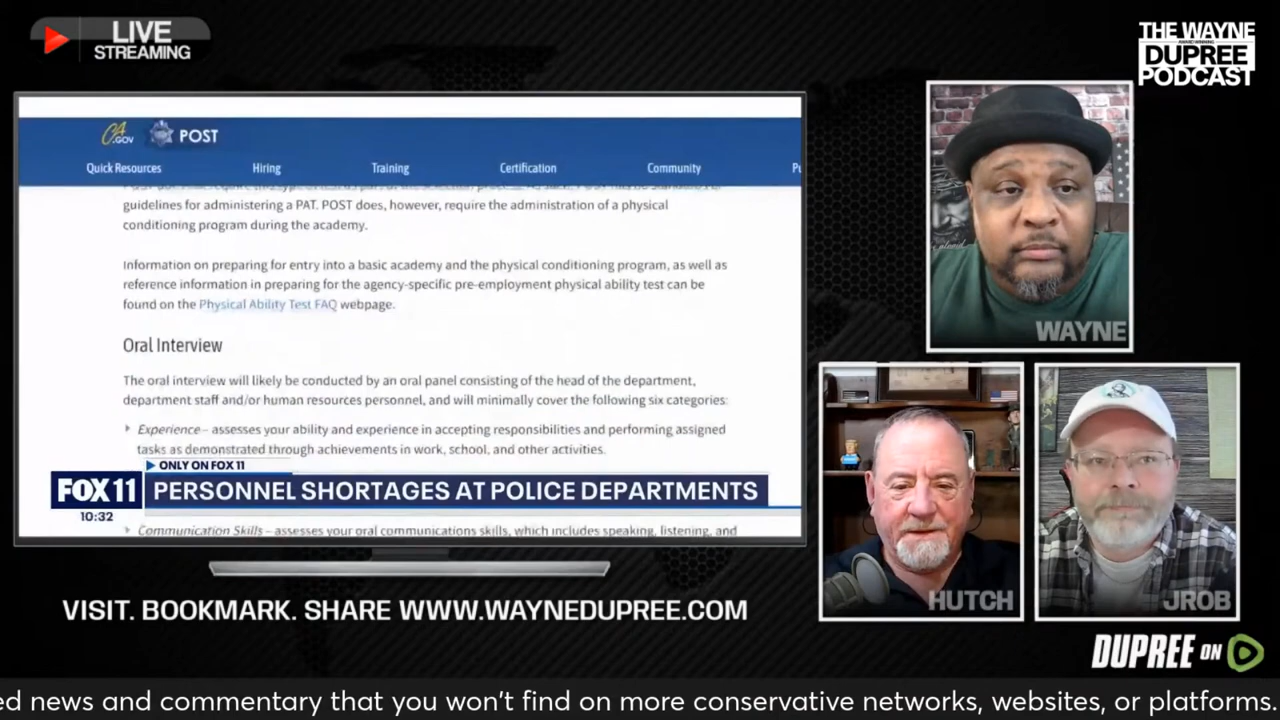 LIVE
STREAMING
THE WAYNE
DUPREE
PODCAST
CA
.GOV
POST
Quick Resources
Hiring
Training
Certification
Community
guidelines for administering a PAT. POST does, however, require the administration of a physical
conditioning program during the academy.
Information on preparing for entry into a basic academy and the physical conditioning program, as well as
reference information in preparing for the agency-specific pre-employment physical ability test can be
found on the Physical Ability Test FAQ webpage.
Oral Interview
The oral interview will likely be conducted by an oral panel consisting of the head of the department,
department staff and/or human resources personnel, and will minimally cover the following six categories:
Experience – assesses your ability and experience in accepting responsibilities and performing assigned
tasks as demonstrated through achievements in work, school, and other activities.
ONLY ON FOX 11
FOX 11
PERSONNEL SHORTAGES AT POLICE DEPARTMENTS
10:32
Communication Skills – assesses your oral communications skills, which includes speaking, listening, and
WAYNE
HUTCH
JROB
VISIT. BOOKMARK. SHARE WWW.WAYNEDUPREE.COM
DUPREE ON
ed news and commentary that you won't find on more conservative networks, websites, or platforms.